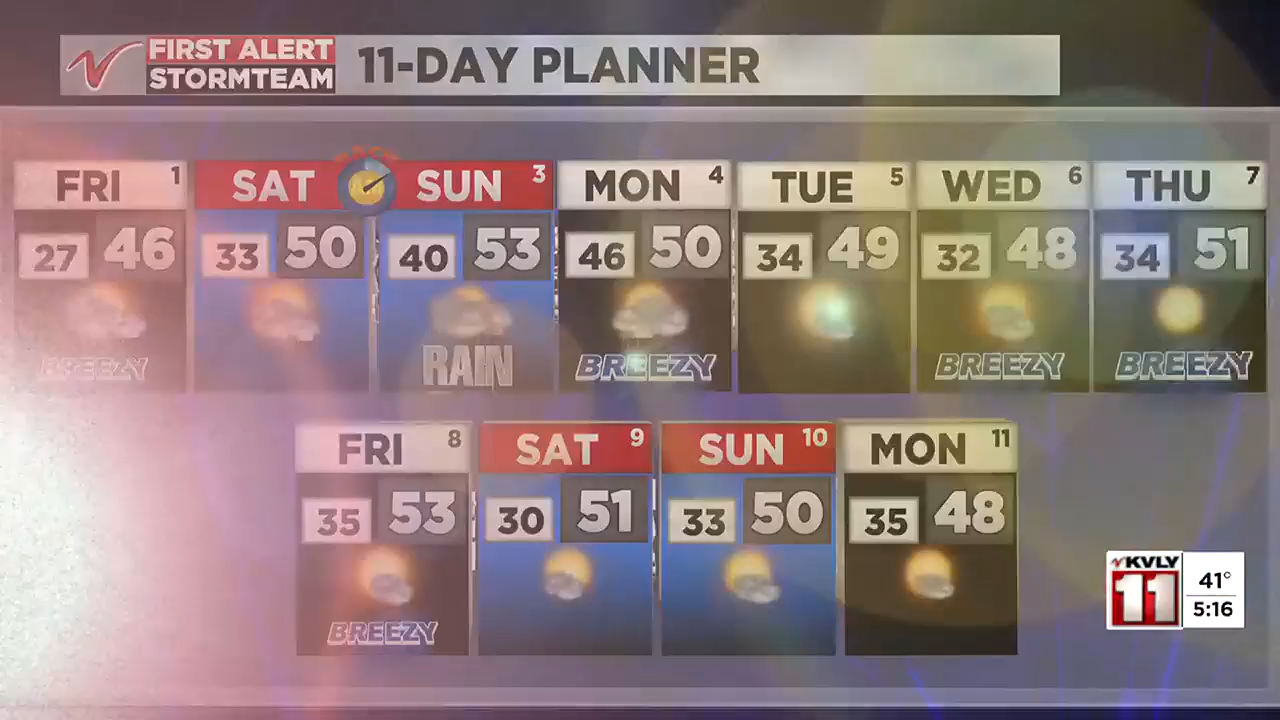 FIRST ALERT
STORMTEAM
11-DAY PLANNER
FRI 1
27 46
BREEZY
SAT
33 50
SUN 3
40 53
RAIN
MON 4
46 50
BREEZY
TUE 5
34 49
WED 6
32 48
BREEZY
THU 7
34 51
BREEZY
FRI 8
35 53
BREEZY
SAT 9
30 51
SUN 10
33 50
MON 11
35 48
KVLY
11
41°
5:16